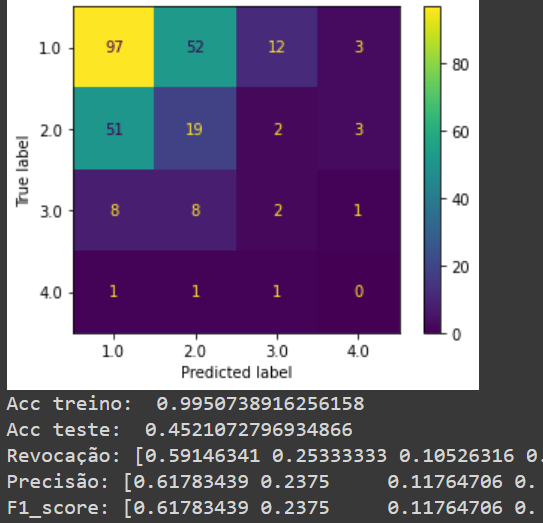 1.0 97 52 12 3
80
2.0 51 19 2 3
60
True label
40
3.0 8 8 2 1
20
4.0 1 1 1 0
0
1.0 2.0 3.0 4.0
Predicted label
Acc treino:  0.9950738916256158
Acc teste:  0.4521072796934866
Revocação: [0.59146341 0.25333333 0.10526316 0.
Precisão: [0.61783439 0.2375     0.11764706 0.
F1_score: [0.61783439 0.2375     0.11764706 0.